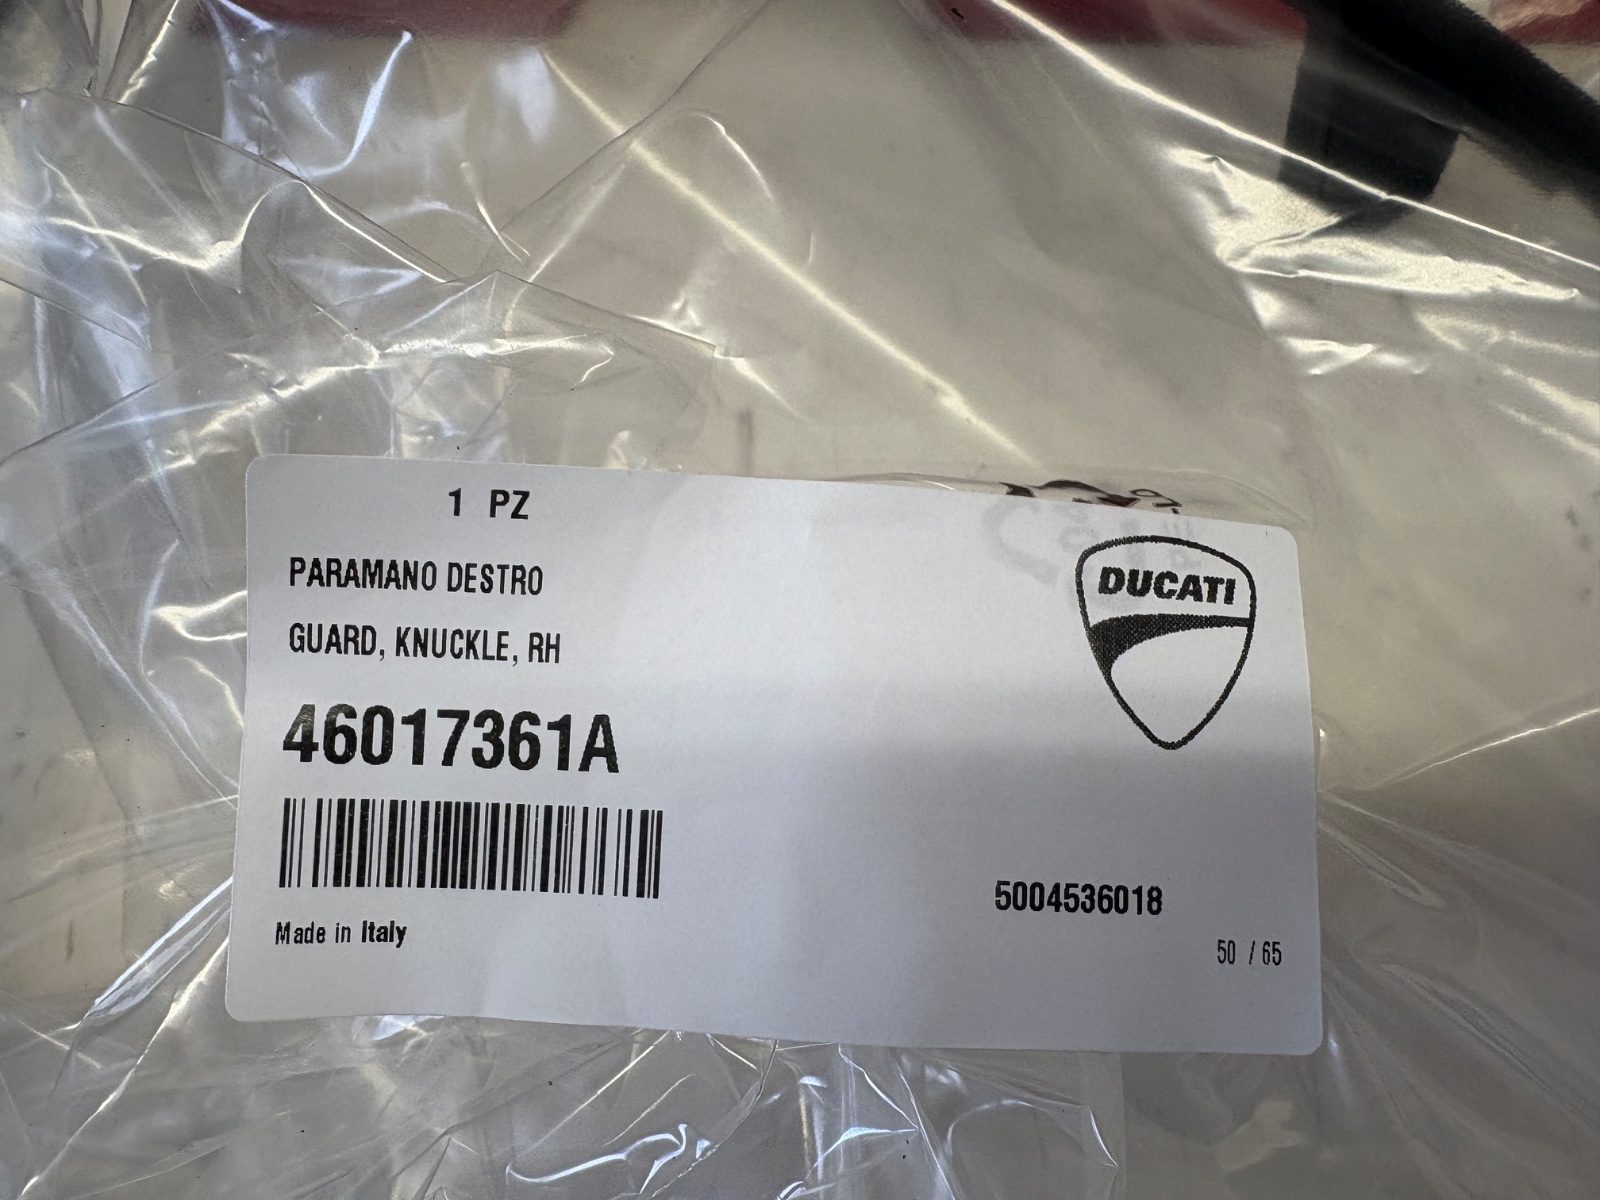 1 PZ
PARAMANO DESTRO
GUARD, KNUCKLE, RH
46017361A
DUCATI
Made in Italy
5004536018
50 / 65